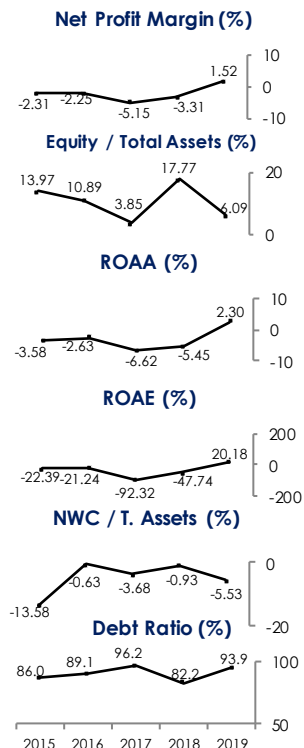 Net Profit Margin (%)
10
1.52
0
-2.31 -2.25 -5.15 -3.31
-10
Equity / Total Assets (%)
17.77
20
13.97 10.89 3.85 6.09
0
ROAA (%)
2.30
10
0
-3.58 -2.63 -6.62 -5.45
-10
ROAE (%)
200
20.18
0
-22.39 -21.24 -92.32 -47.74
-200
NWC / T. Assets (%)
0
-0.63 -3.68 -0.93 -5.53
-13.58
-20
Debt Ratio (%)
100
86.0 89.1 96.2 82.2 93.9
50
2015 2016 2017 2018 2019